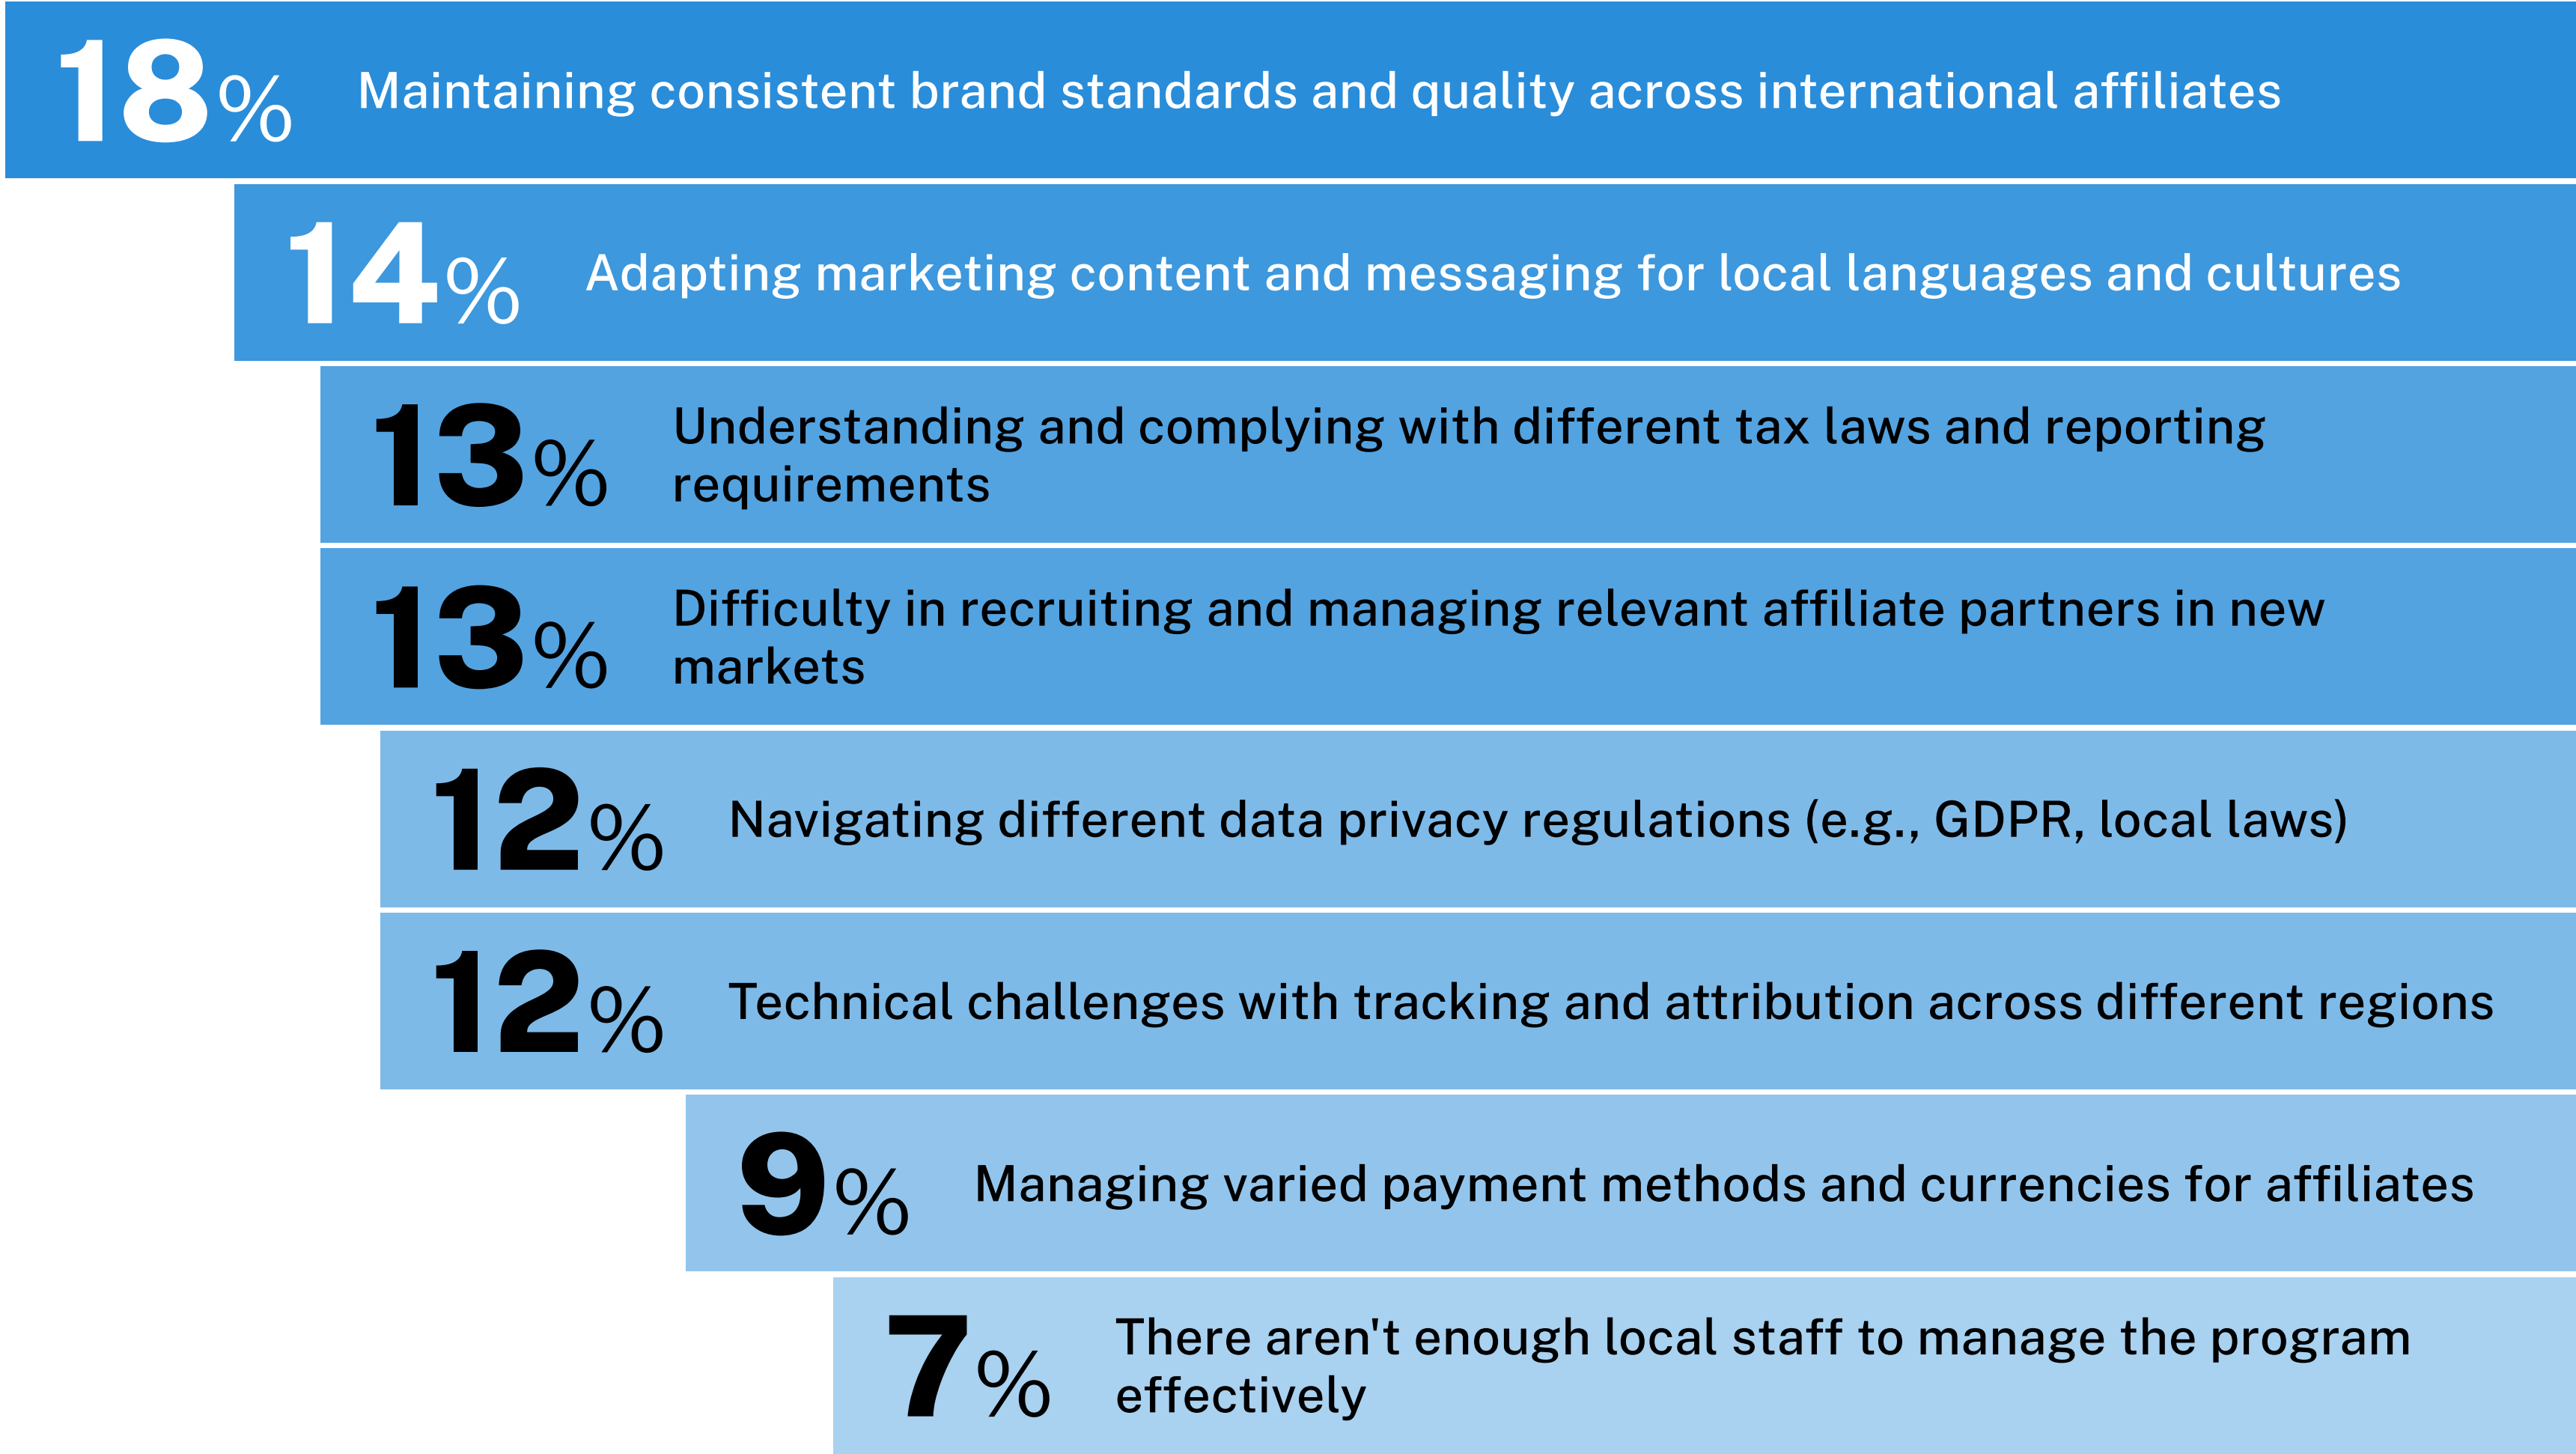 18% Maintaining consistent brand standards and quality across international affiliates
14% Adapting marketing content and messaging for local languages and cultures
13% Understanding and complying with different tax laws and reporting
requirements
13% Difficulty in recruiting and managing relevant affiliate partners in new
markets
12% Navigating different data privacy regulations (e.g., GDPR, local laws)
12% Technical challenges with tracking and attribution across different regions
9% Managing varied payment methods and currencies for affiliates
7% There aren't enough local staff to manage the program
effectively